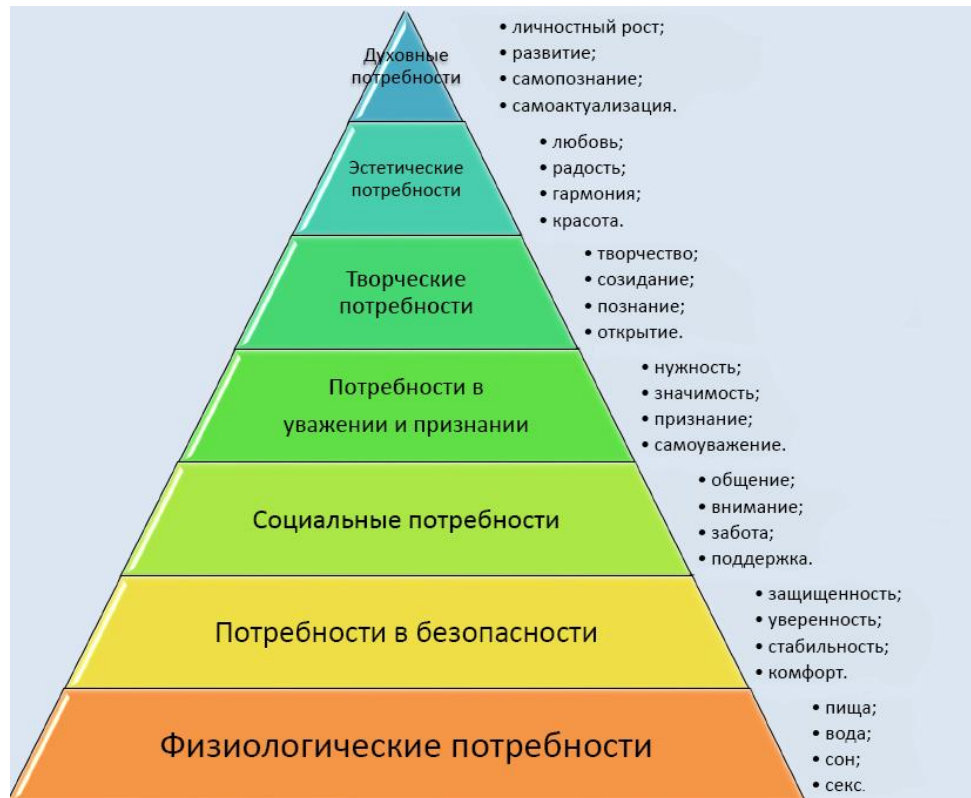 Духовные
потребности
• личностный рост;
• развитие;
• самопознание;
• самоактуализация.
Эстетические
потребности
• любовь;
• радость;
• гармония;
• красота.
Творческие
потребности
• творчество;
• созидание;
• познание;
• открытие.
Потребности в
уважении и признании
• нужность;
• значимость;
• признание;
• самоуважение.
Социальные потребности
• общение;
• внимание;
• забота;
• поддержка.
Потребности в безопасности
• защищенность;
• уверенность;
• стабильность;
• комфорт.
Физиологические потребности
• пища;
• вода;
• сон;
• секс.